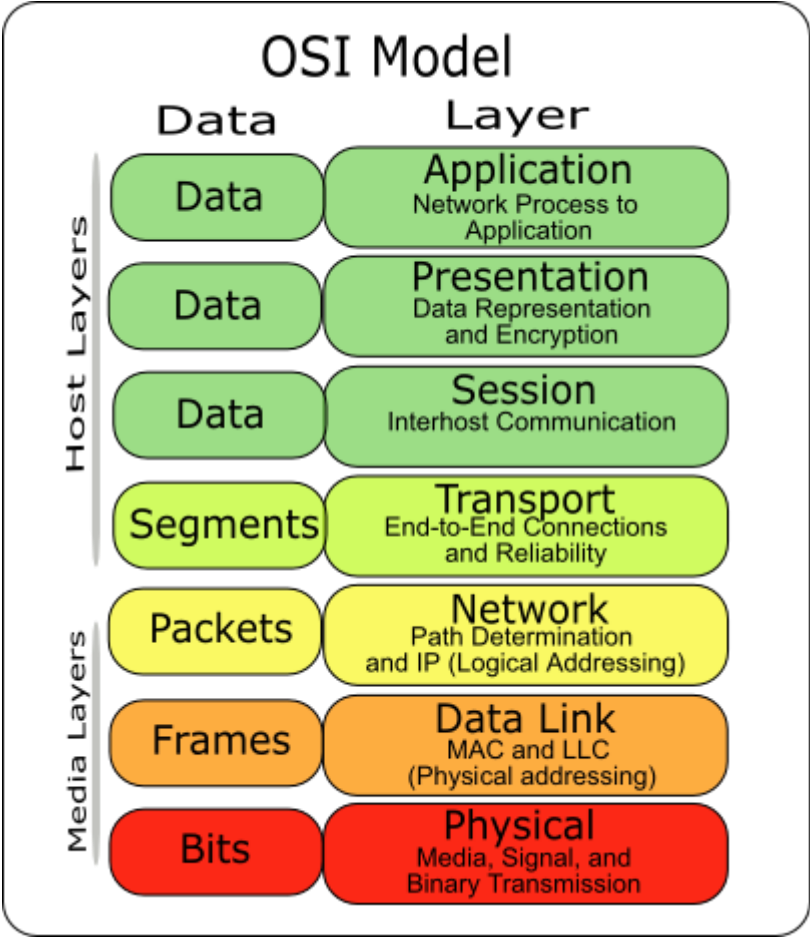 OSI Model
Data Layer
Host Layers
Data
Application
Network Process to
Application
Data
Presentation
Data Representation
and Encryption
Data
Session
Interhost Communication
Segments
Transport
End-to-End Connections
and Reliability
Media Layers
Packets
Network
Path Determination
and IP (Logical Addressing)
Frames
Data Link
MAC and LLC
(Physical addressing)
Bits
Physical
Media, Signal, and
Binary Transmission